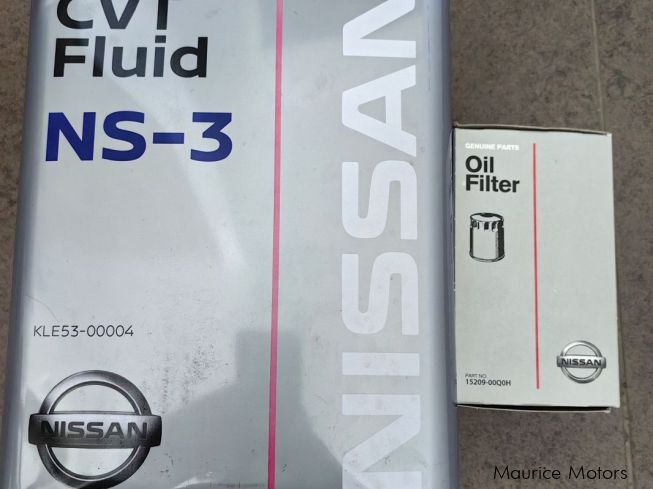 CVT
Fluid
NS-3
NISSAN
KLE53-00004
NISSAN
GENUINE PARTS
Oil
Filter
NISSAN
PART NO.
15209-00Q0H
Maurice Motors